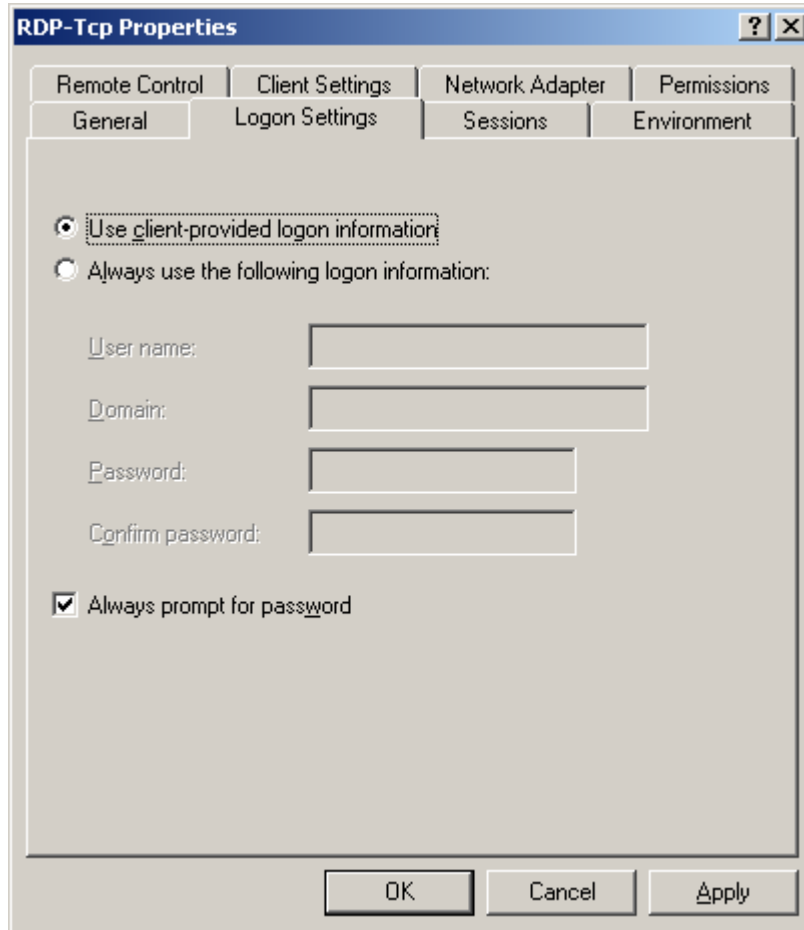 RDP-Tcp Properties
Remote Control Client Settings Network Adapter Permissions
General Logon Settings Sessions Environment
Use client-provided logon information
Always use the following logon information:
User name:
Domain:
Password:
Confirm password:
Always prompt for password
OK Cancel Apply